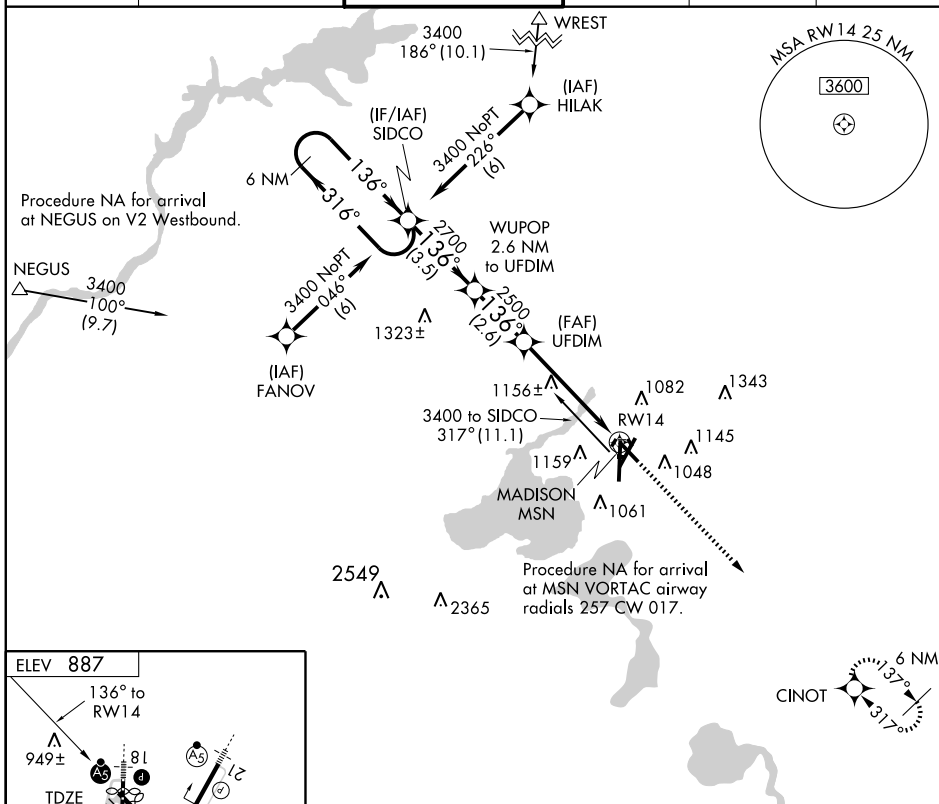 3400
186° (10.1)
WREST
MSA RW14 25 NM
3600
(IAF)
HILAK
(IF/IAF)
SIDCO
3400 NoPT
226°
(6)
6 NM
136°
316°
Procedure NA for arrival
at NEGUS on V2 Westbound.
NEGUS
3400
100°
(9.7)
2700
136°
(3.5)
WUPOP
2.6 NM
to UFDIM
3400 NoPT
046°
(6)
2500
136°
(2.6)
1323±
(FAF)
UFDIM
(IAF)
FANOV
1156±
1082
1343
3400 to SIDCO
317° (11.1)
RW14
1159
1145
1048
MADISON
MSN
1061
Procedure NA for arrival
at MSN VORTAC airway
radials 257 CW 017.
2549
2365
ELEV 887
136° to
RW14
949±
A5
18
P
A5
21
P
TDZE
CINOT
6 NM
137°
317°